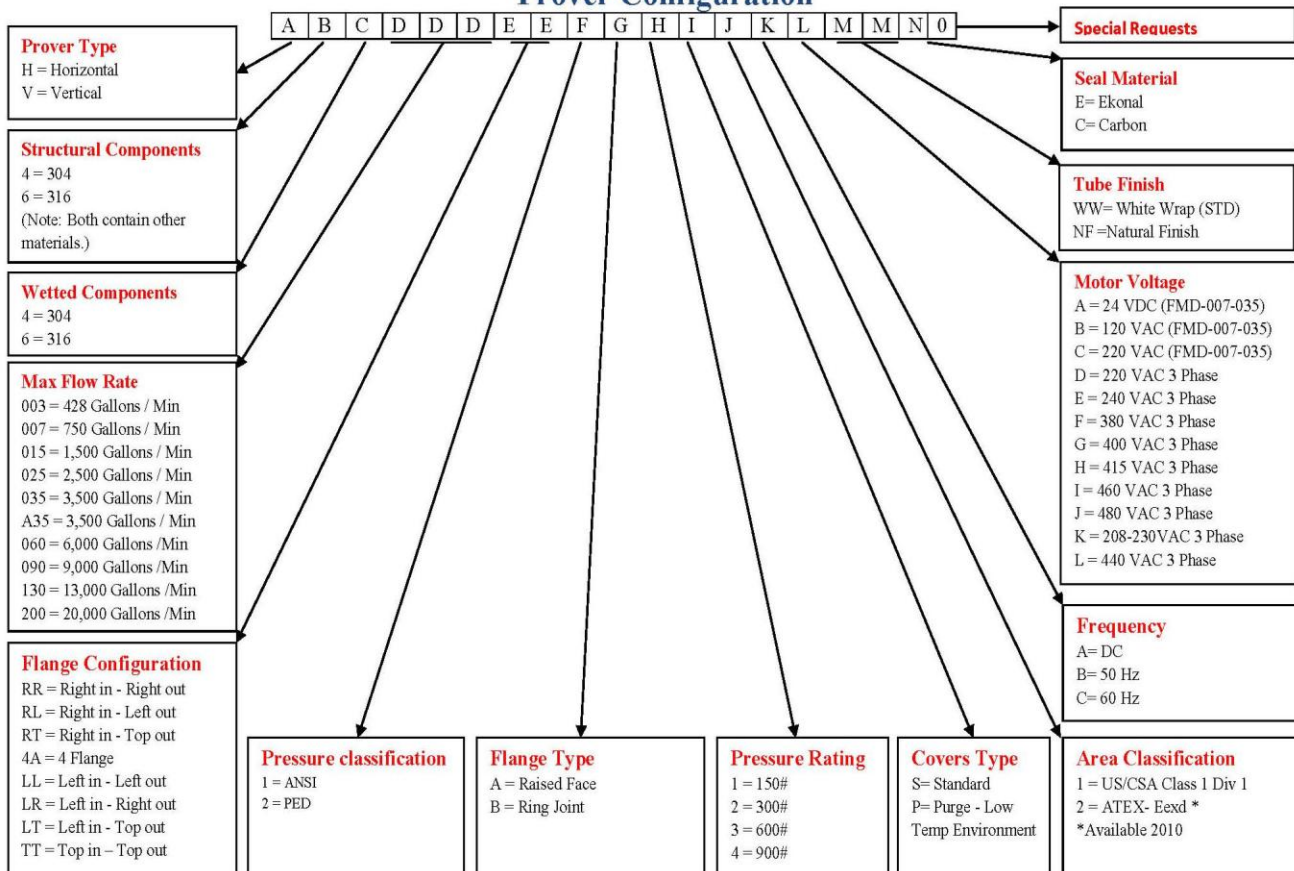 Prover Configuration
A B C D D D E E F G H I J K L M M N 0
Prover Type
H = Horizontal
V = Vertical
Structural Components
4 = 304
6 = 316
(Note: Both contain other
materials.)
Wetted Components
4 = 304
6 = 316
Max Flow Rate
003 = 428 Gallons / Min
007 = 750 Gallons / Min
015 = 1,500 Gallons / Min
025 = 2,500 Gallons / Min
035 = 3,500 Gallons / Min
A35 = 3,500 Gallons / Min
060 = 6,000 Gallons /Min
090 = 9,000 Gallons /Min
130 = 13,000 Gallons /Min
200 = 20,000 Gallons /Min
Flange Configuration
RR = Right in - Right out
RL = Right in - Left out
RT = Right in - Top out
4A = 4 Flange
LL = Left in - Left out
LR = Left in - Right out
LT = Left in - Top out
TT = Top in – Top out
Pressure classification
1 = ANSI
2 = PED
Flange Type
A = Raised Face
B = Ring Joint
Pressure Rating
1 = 150#
2 = 300#
3 = 600#
4 = 900#
Covers Type
S= Standard
P= Purge - Low
Temp Environment
Area Classification
1 = US/CSA Class 1 Div 1
2 = ATEX- Eexd *
*Available 2010
Frequency
A= DC
B= 50 Hz
C= 60 Hz
Motor Voltage
A = 24 VDC (FMD-007-035)
B = 120 VAC (FMD-007-035)
C = 220 VAC (FMD-007-035)
D = 220 VAC 3 Phase
E = 240 VAC 3 Phase
F = 380 VAC 3 Phase
G = 400 VAC 3 Phase
H = 415 VAC 3 Phase
I = 460 VAC 3 Phase
J = 480 VAC 3 Phase
K = 208-230VAC 3 Phase
L = 440 VAC 3 Phase
Tube Finish
WW= White Wrap (STD)
NF =Natural Finish
Seal Material
E= Ekonal
C= Carbon
Special Requests